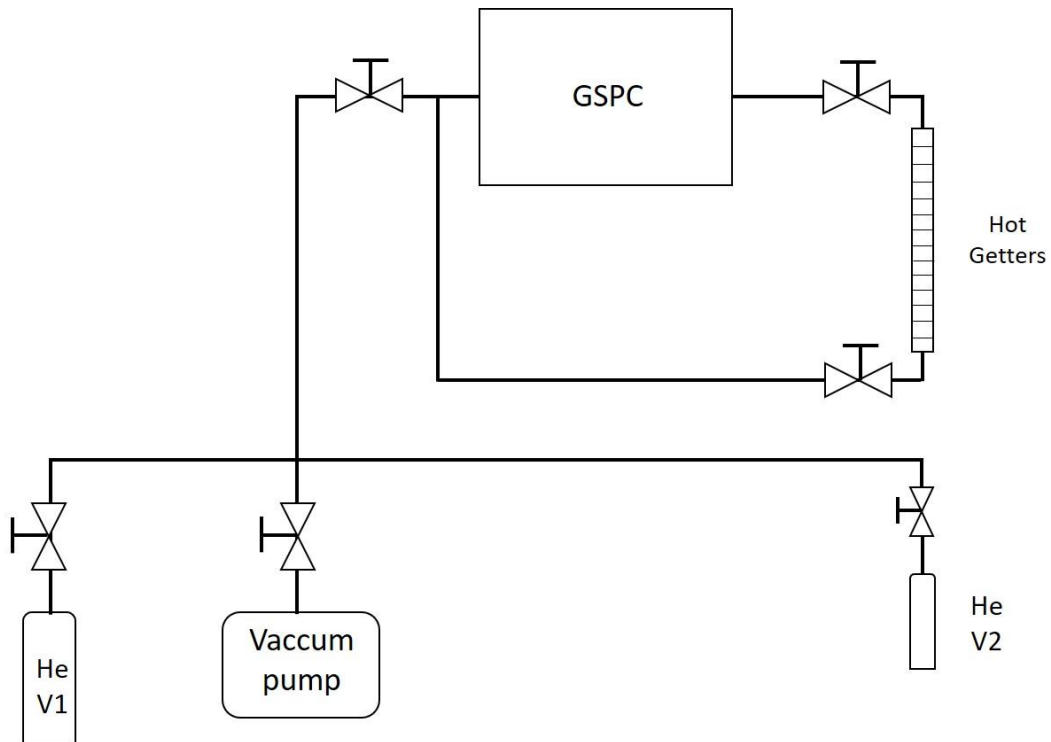 GSPC
Hot
Getters
He
V2
Vaccum
pump
He
V1